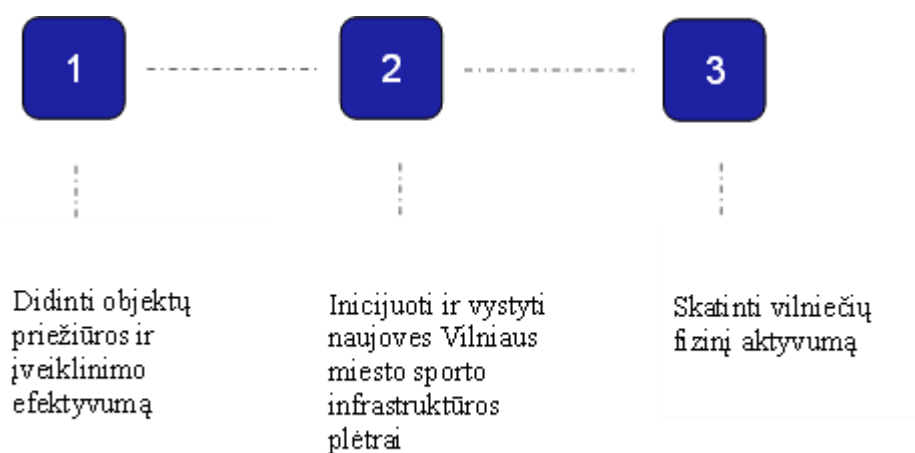 1
2
3
Didinti objektų
priežiūros ir
įveiklinimo
efektyvumą
Inicijuoti ir vystyti
naujoves Vilniaus
miesto sporto
infrastruktūros
plėtrai
Skatinti vilniečių
fizinį aktyvumą